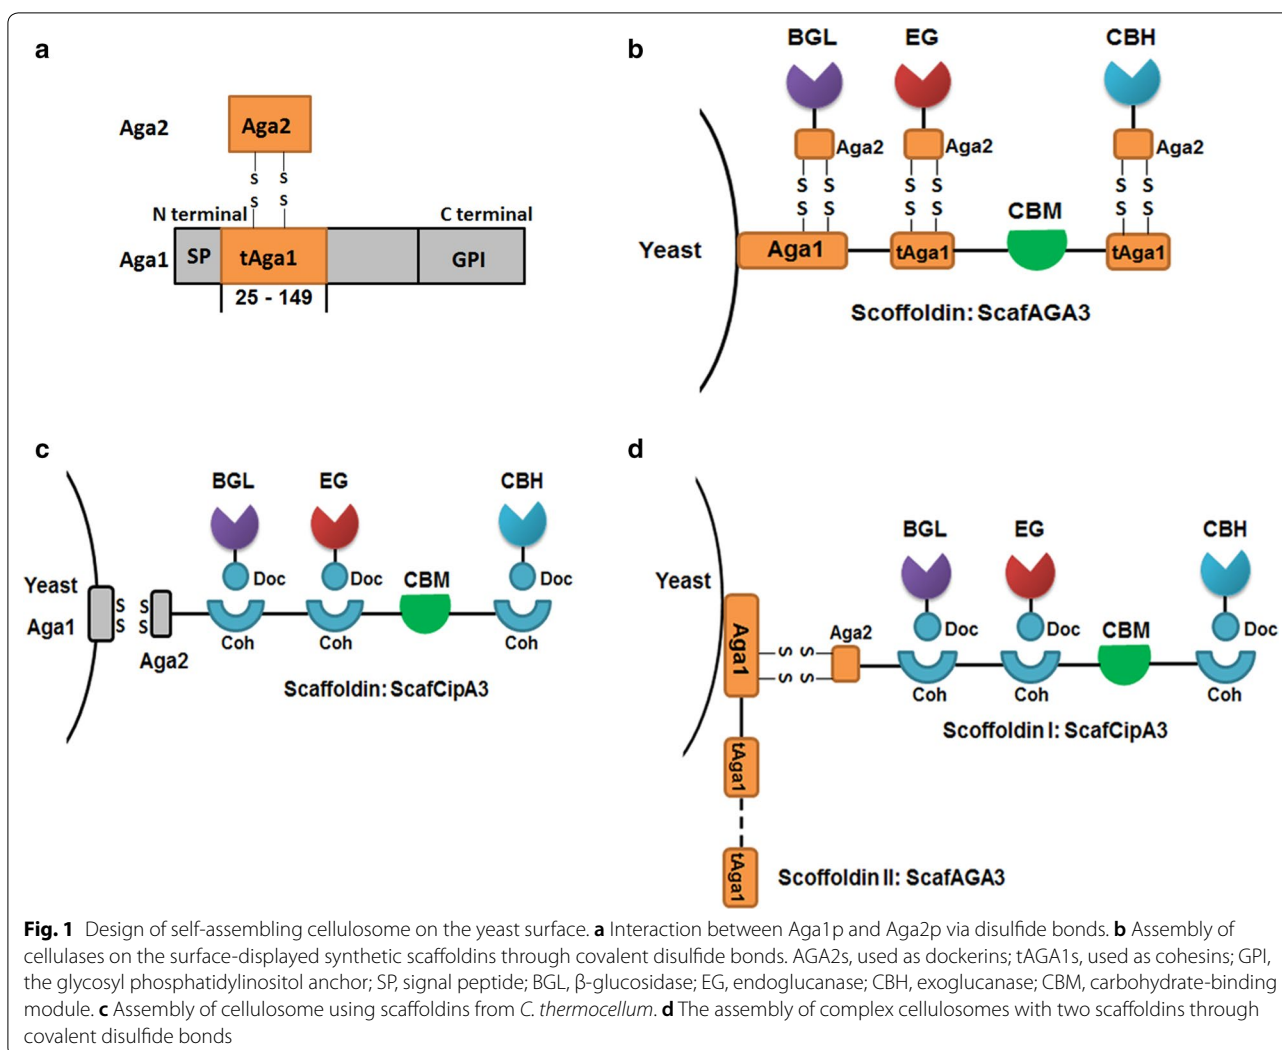 a
Aga2
Aga2
S S
S S
N terminal
C terminal
Aga1
SP
tAga1
GPI
25 - 149
b
BGL
EG
CBH
Aga2
Aga2
Aga2
S S
S S
S S
S S
S S
S S
CBM
Yeast
Aga1
tAga1
tAga1
Scoffoldin: ScafAGA3
c
BGL
EG
CBH
Doc
Doc
Doc
CBM
Yeast
Aga1
S S
S S
Aga2
Coh
Coh
Coh
Scaffoldin: ScafCipA3
d
BGL
EG
CBH
Yeast
Doc
Doc
Doc
CBM
Aga1
S S
S S
Aga2
Coh
Coh
Coh
Scoffoldin I: ScafCipA3
tAga1
tAga1
Scoffoldin II: ScafAGA3
Fig. 1 Design of self-assembling cellulosome on the yeast surface. a Interaction between Aga1p and Aga2p via disulfide bonds. b Assembly of
cellulases on the surface-displayed synthetic scaffoldins through covalent disulfide bonds. AGA2s, used as dockerins; tAGA1s, used as cohesins; GPI,
the glycosyl phosphatidylinositol anchor; SP, signal peptide; BGL, β-glucosidase; EG, endoglucanase; CBH, exoglucanase; CBM, carbohydrate-binding
module. c Assembly of cellulosome using scaffoldins from C. thermocellum. d The assembly of complex cellulosomes with two scaffoldins through
covalent disulfide bonds